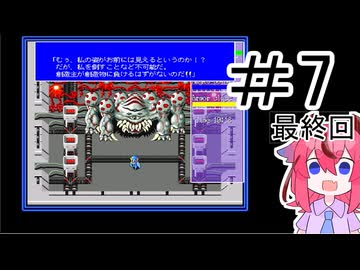 「むぅ、私の姿がお前には見えるというのか！？
だが、私を倒すことなど不可能だ。
創造主が創造物に負けるはずがないのだ！！」
#7
最終回